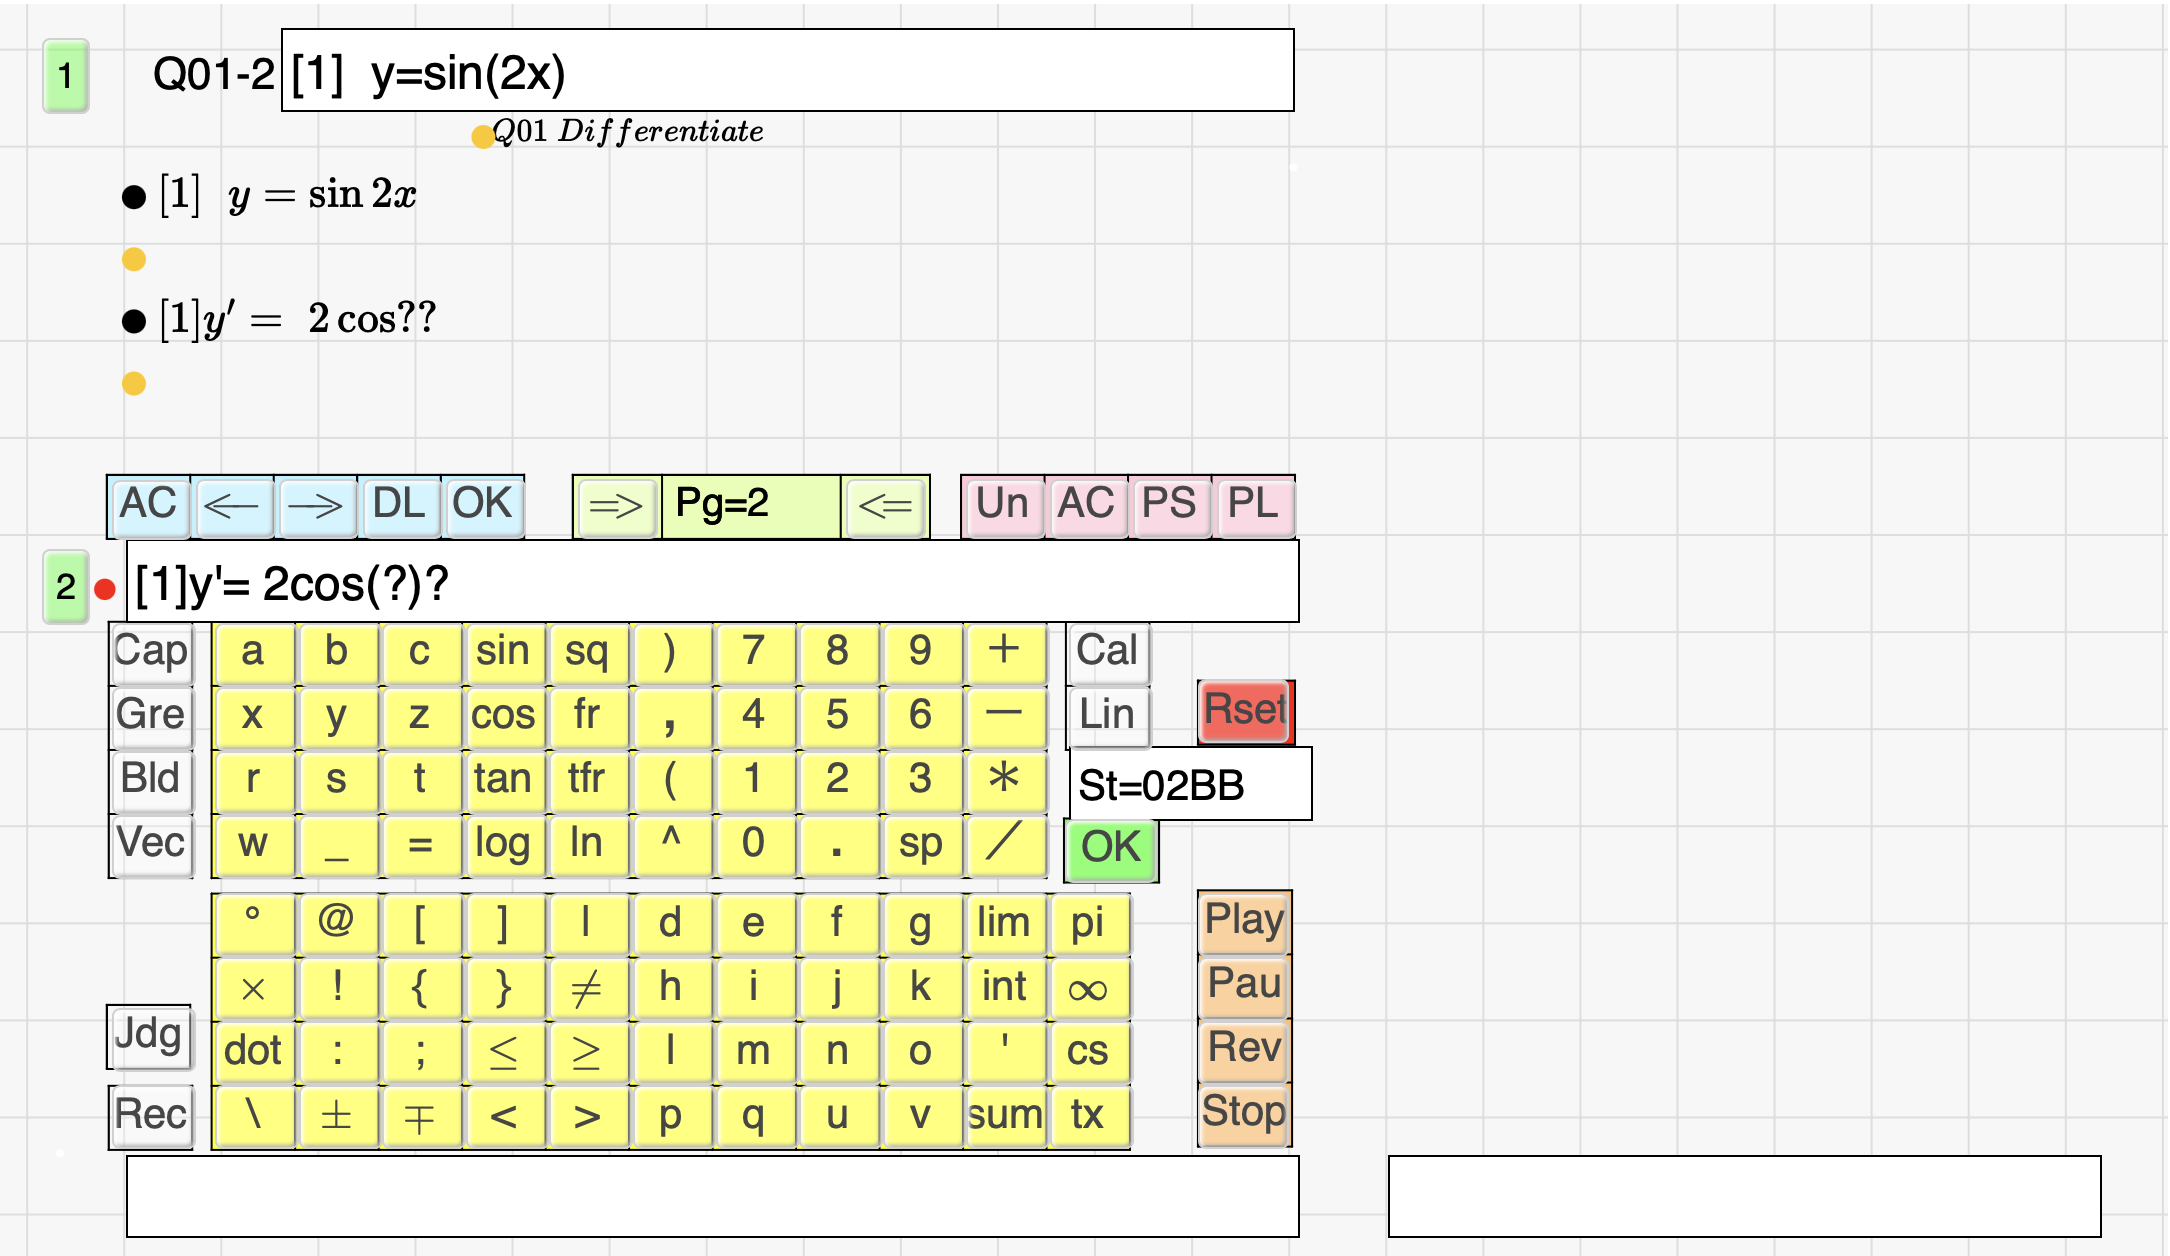 1 Q01-2 [1] y=sin(2x)
Q01 Differentiate
[1] y = sin 2x
[1]y′ = 2 cos??
AC <— —> DL OK => Pg=2 <= Un AC PS PL
2 [1]y'= 2cos(?)?
Cap a b c sin sq ) 7 8 9 + Cal
Gre x y z cos fr , 4 5 6 — Lin Rset
Bld r s t tan tfr ( 1 2 3 * St=02BB
Vec w _ = log ln ^ 0 . sp / OK
° @ [ ] l d e f g lim pi Play
× ! { } ≠ h i j k int ∞ Pau
Jdg dot : ; ≤ ≥ l m n o ' cs Rev
Rec \ ± ∓ < > p q u v sum tx Stop